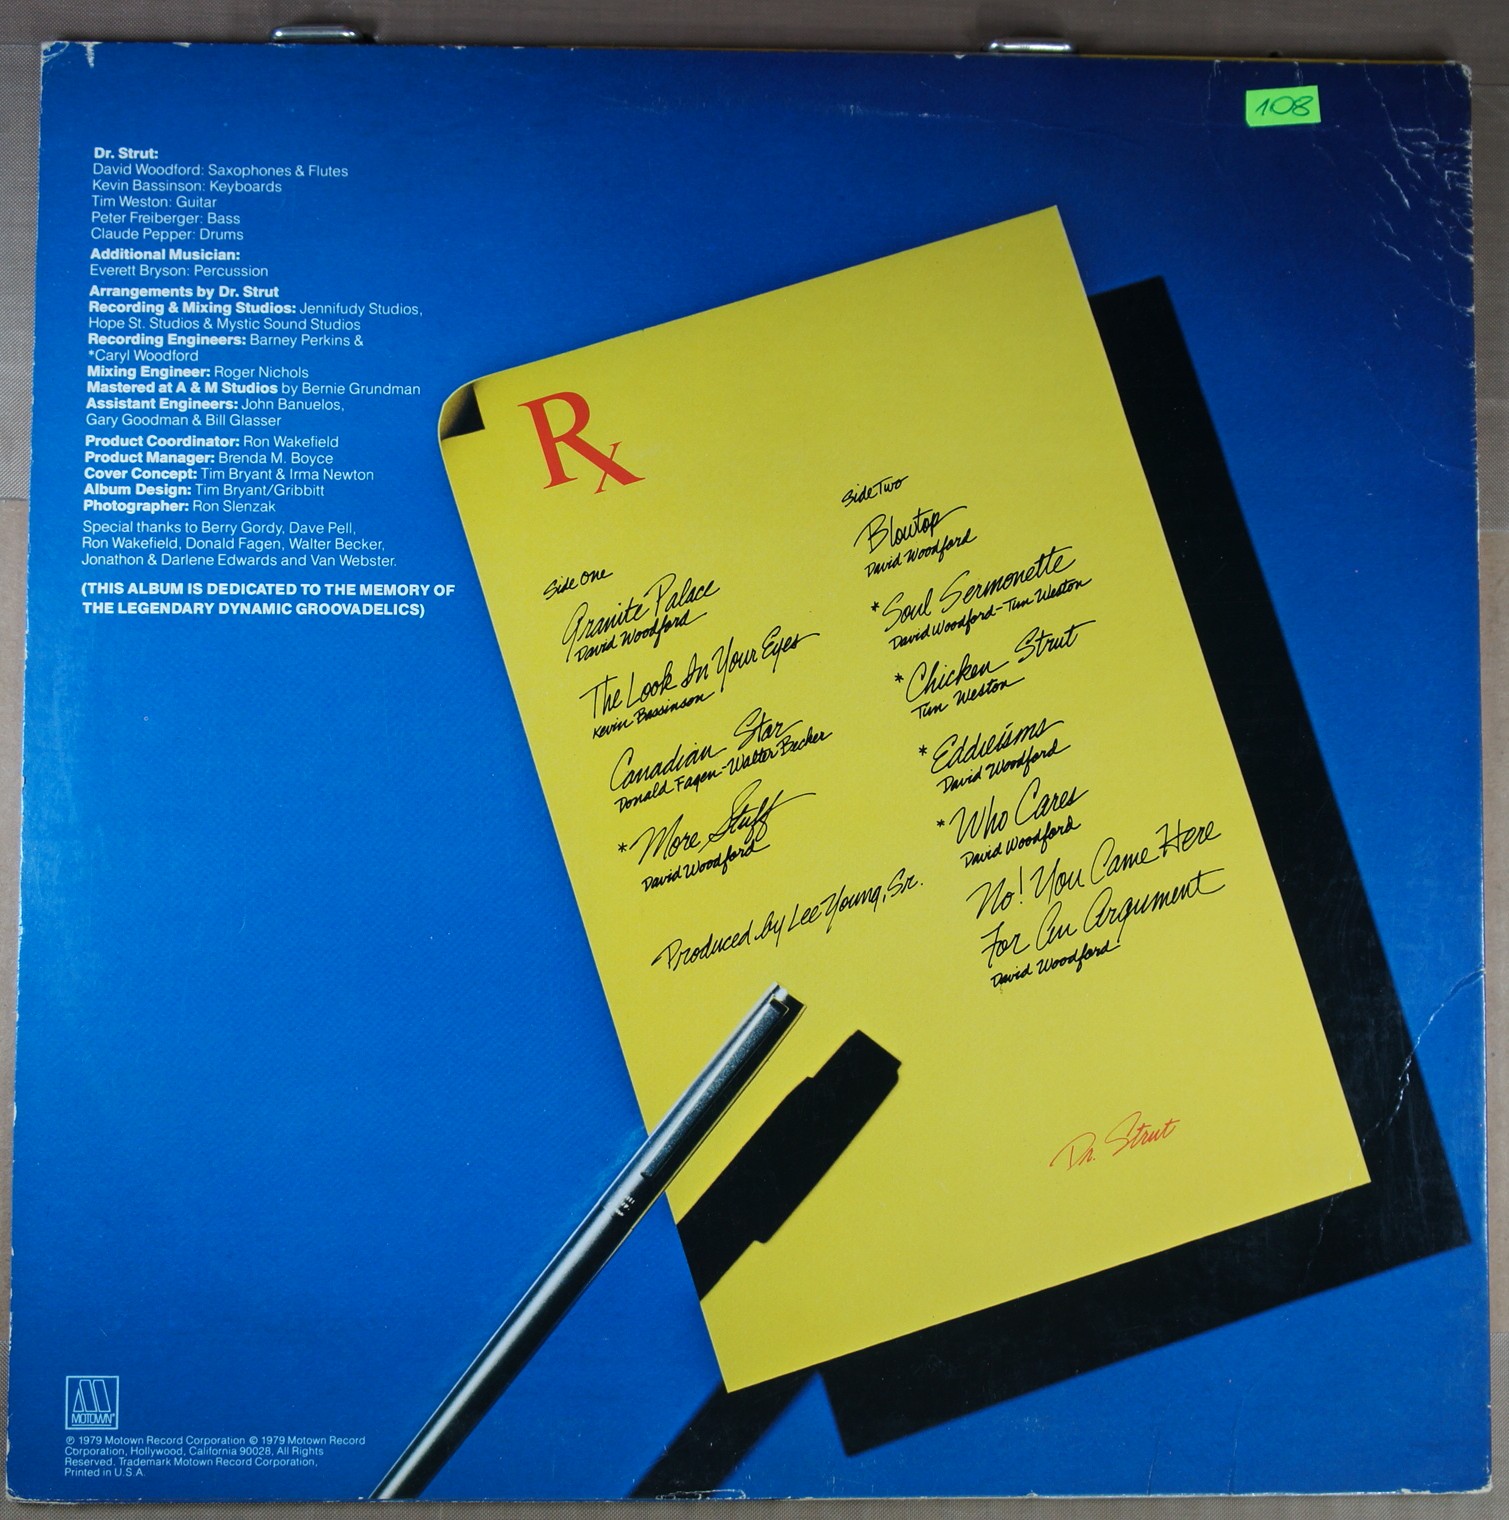 108
Dr. Strut:
David Woodford: Saxophones & Flutes
Kevin Bassinson: Keyboards
Tim Weston: Guitar
Peter Freiberger: Bass
Claude Pepper: Drums
Additional Musician:
Everett Bryson: Percussion
Arrangements by Dr. Strut
Recording & Mixing Studios: Jennifudy Studios,
Hope St. Studios & Mystic Sound Studios
Recording Engineers: Barney Perkins &
*Caryl Woodford
Mixing Engineer: Roger Nichols
Mastered at A & M Studios by Bernie Grundman
Assistant Engineers: John Banuelos,
Gary Goodman & Bill Glasser
Product Coordinator: Ron Wakefield
Product Manager: Brenda M. Boyce
Cover Concept: Tim Bryant & Irma Newton
Album Design: Tim Bryant/Gribbitt
Photographer: Ron Slenzak
Special thanks to Berry Gordy, Dave Pell,
Ron Wakefield, Donald Fagen, Walter Becker,
Jonathon & Darlene Edwards and Van Webster.
(THIS ALBUM IS DEDICATED TO THE MEMORY OF
THE LEGENDARY DYNAMIC GROOVADELICS)
Rx
Side One
Granite Palace
David Woodford
The Look In Your Eyes
Kevin Bassinson
Canadian Star
Donald Fagen-Walter Becker
*More Stuff
David Woodford
Produced by Lee Young, Sr.
Side Two
Blowtop
David Woodford
*Soul Sermonette
David Woodford-Tim Weston
*Chicken Strut
Tim Weston
*Eddieisms
David Woodford
*Who Cares
David Woodford
No! You Came Here
For An Argument
David Woodford
Dr. Strut
M
MOTOWN®
℗ 1979 Motown Record Corporation © 1979 Motown Record
Corporation, Hollywood, California 90028, All Rights
Reserved. Trademark Motown Record Corporation,
Printed in U.S.A.